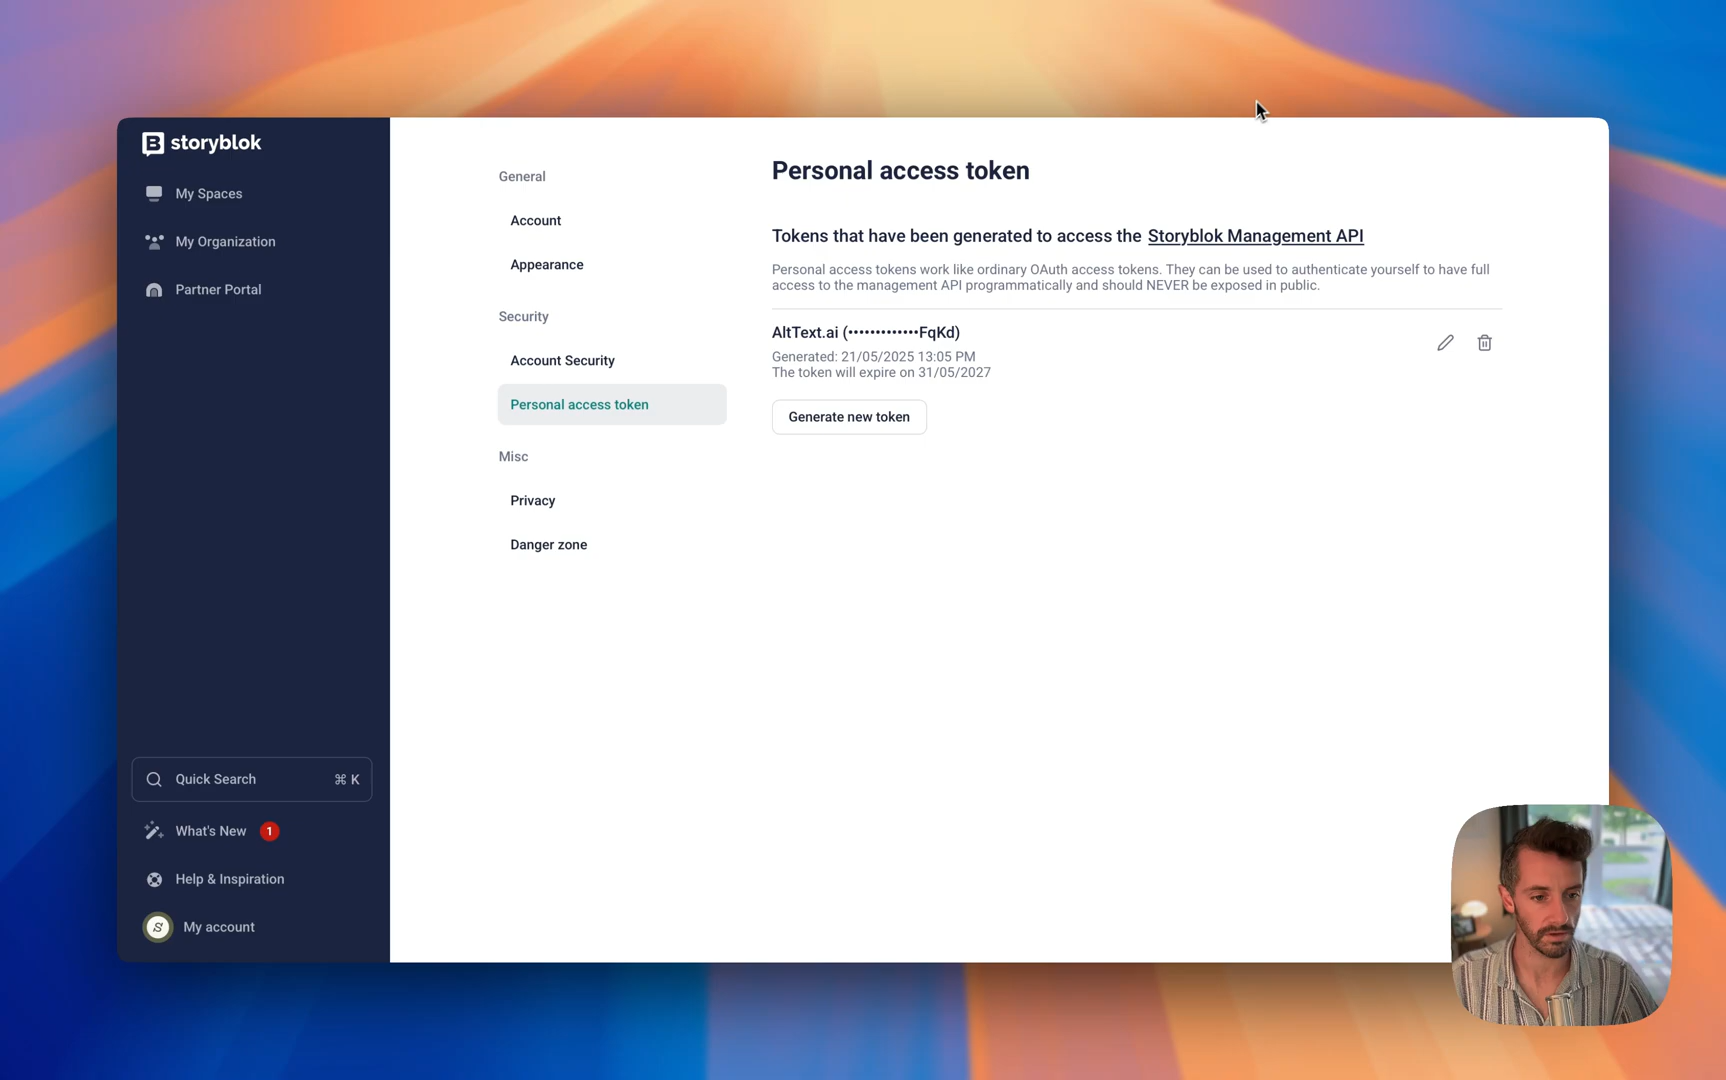 storyblok
My Spaces
My Organization
Partner Portal
Quick Search ⌘ K
What's New 1
Help & Inspiration
S My account
General
Account
Appearance
Security
Account Security
Personal access token
Misc
Privacy
Danger zone
Personal access token
Tokens that have been generated to access the Storyblok Management API
Personal access tokens work like ordinary OAuth access tokens. They can be used to authenticate yourself to have full
access to the management API programmatically and should NEVER be exposed in public.
AltText.ai (•••••••••••••FqKd)
Generated: 21/05/2025 13:05 PM
The token will expire on 31/05/2027
Generate new token